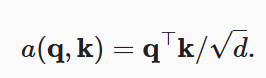 a(𝐪, 𝐤) = 𝐪⊤𝐤/√d.